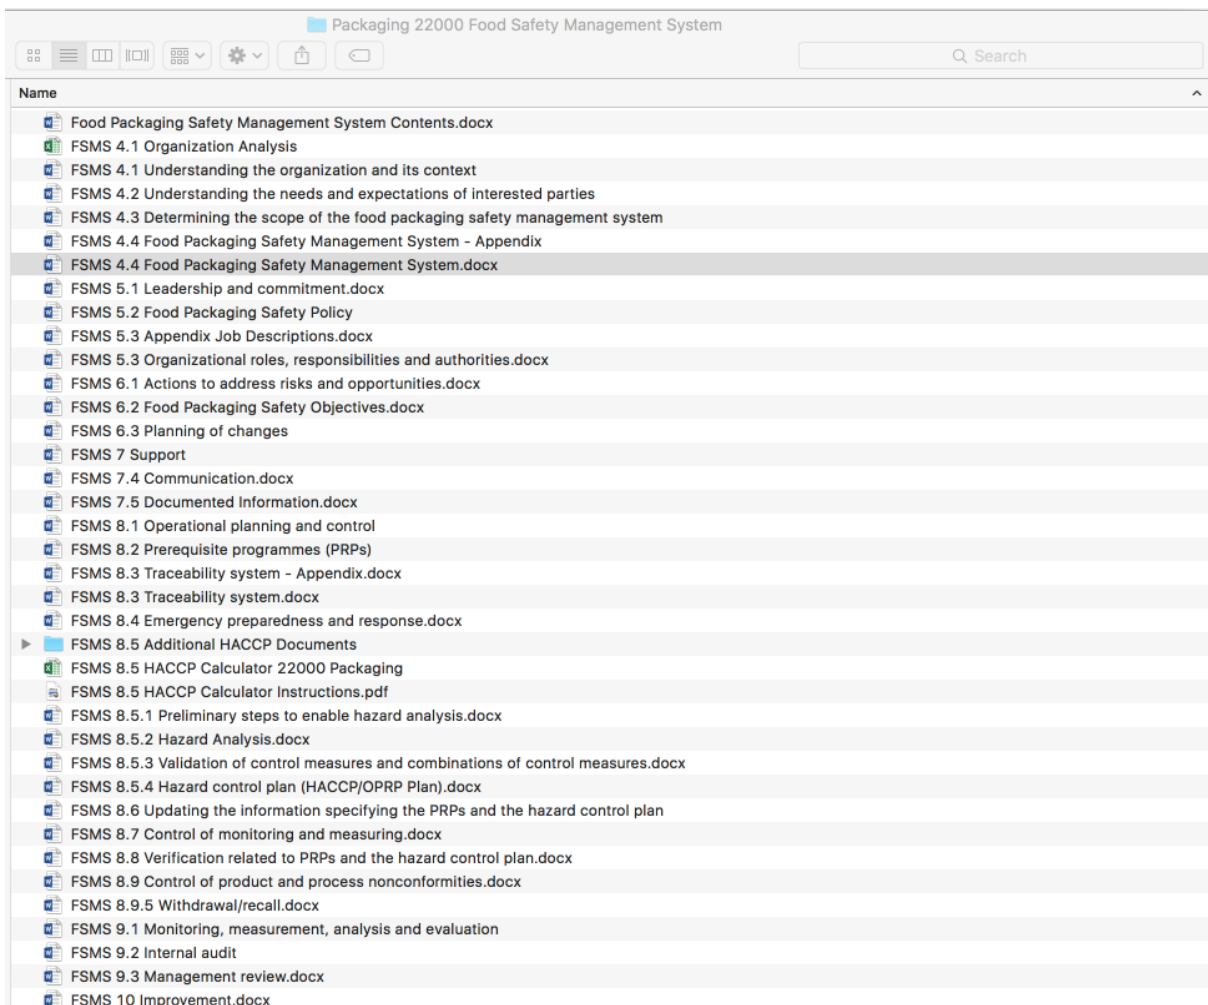 Packaging 22000 Food Safety Management System
Search
Name
Food Packaging Safety Management System Contents.docx
FSMS 4.1 Organization Analysis
FSMS 4.1 Understanding the organization and its context
FSMS 4.2 Understanding the needs and expectations of interested parties
FSMS 4.3 Determining the scope of the food packaging safety management system
FSMS 4.4 Food Packaging Safety Management System - Appendix
FSMS 4.4 Food Packaging Safety Management System.docx
FSMS 5.1 Leadership and commitment.docx
FSMS 5.2 Food Packaging Safety Policy
FSMS 5.3 Appendix Job Descriptions.docx
FSMS 5.3 Organizational roles, responsibilities and authorities.docx
FSMS 6.1 Actions to address risks and opportunities.docx
FSMS 6.2 Food Packaging Safety Objectives.docx
FSMS 6.3 Planning of changes
FSMS 7 Support
FSMS 7.4 Communication.docx
FSMS 7.5 Documented Information.docx
FSMS 8.1 Operational planning and control
FSMS 8.2 Prerequisite programmes (PRPs)
FSMS 8.3 Traceability system - Appendix.docx
FSMS 8.3 Traceability system.docx
FSMS 8.4 Emergency preparedness and response.docx
FSMS 8.5 Additional HACCP Documents
FSMS 8.5 HACCP Calculator 22000 Packaging
FSMS 8.5 HACCP Calculator Instructions.pdf
FSMS 8.5.1 Preliminary steps to enable hazard analysis.docx
FSMS 8.5.2 Hazard Analysis.docx
FSMS 8.5.3 Validation of control measures and combinations of control measures.docx
FSMS 8.5.4 Hazard control plan (HACCP/OPRP Plan).docx
FSMS 8.6 Updating the information specifying the PRPs and the hazard control plan
FSMS 8.7 Control of monitoring and measuring.docx
FSMS 8.8 Verification related to PRPs and the hazard control plan.docx
FSMS 8.9 Control of product and process nonconformities.docx
FSMS 8.9.5 Withdrawal/recall.docx
FSMS 9.1 Monitoring, measurement, analysis and evaluation
FSMS 9.2 Internal audit
FSMS 9.3 Management review.docx
FSMS 10 Improvement.docx